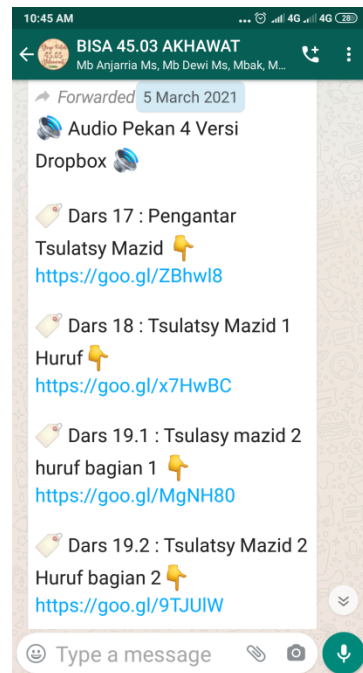 10:45 AM ... 4G 4G 28
BISA 45.03 AKHAWAT
Mb Anjarria Ms, Mb Dewi Ms, Mbak, M...
Forwarded 5 March 2021
🔊 Audio Pekan 4 Versi
Dropbox 🔊
🏷️ Dars 17 : Pengantar
Tsulatsy Mazid 👇
https://goo.gl/ZBhwl8
🏷️ Dars 18 : Tsulatsy Mazid 1
Huruf👇
https://goo.gl/x7HwBC
🏷️ Dars 19.1 : Tsulasy mazid 2
huruf bagian 1 👇
https://goo.gl/MgNH80
🏷️ Dars 19.2 : Tsulatsy Mazid 2
Huruf bagian 2👇
https://goo.gl/9TJUlW
Type a message